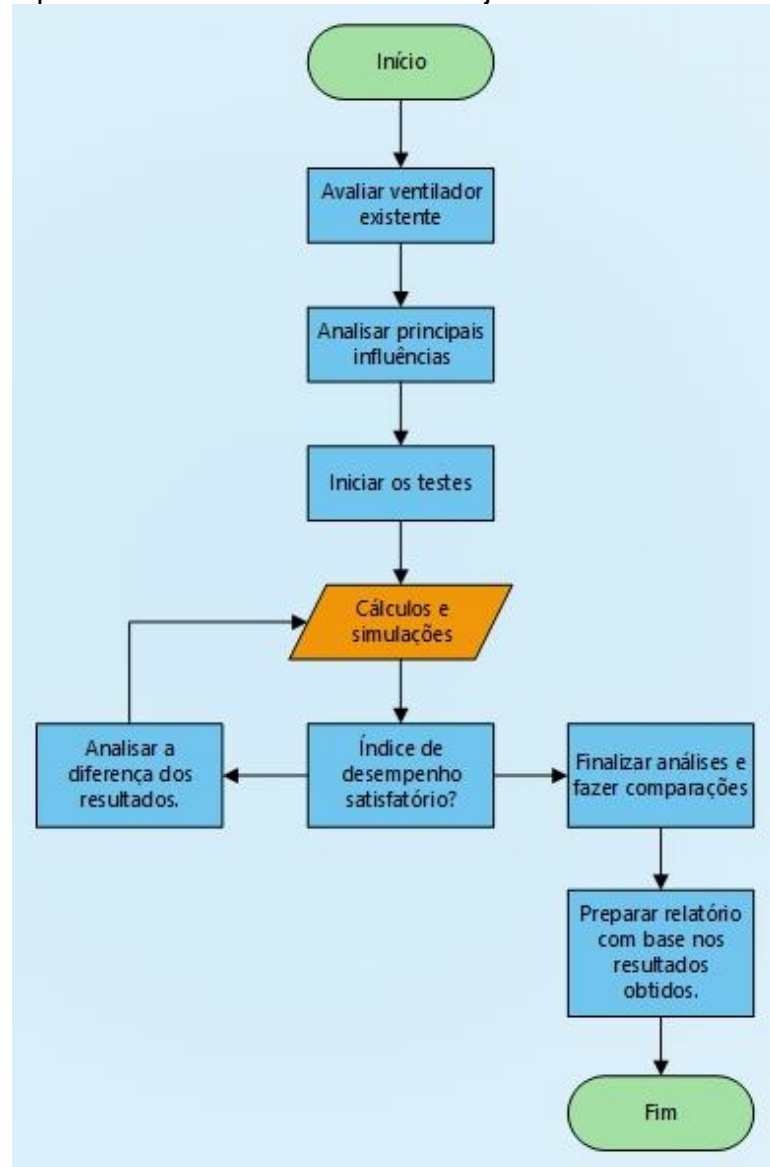 Início
Avaliar ventilador
existente
Analisar principais
influências
Iniciar os testes
Cálculos e
simulações
Analisar a
diferença dos
resultados.
Índice de
desempenho
satisfatório?
Finalizar análises e
fazer comparações
Preparar relatório
com base nos
resultados
obtidos.
Fim